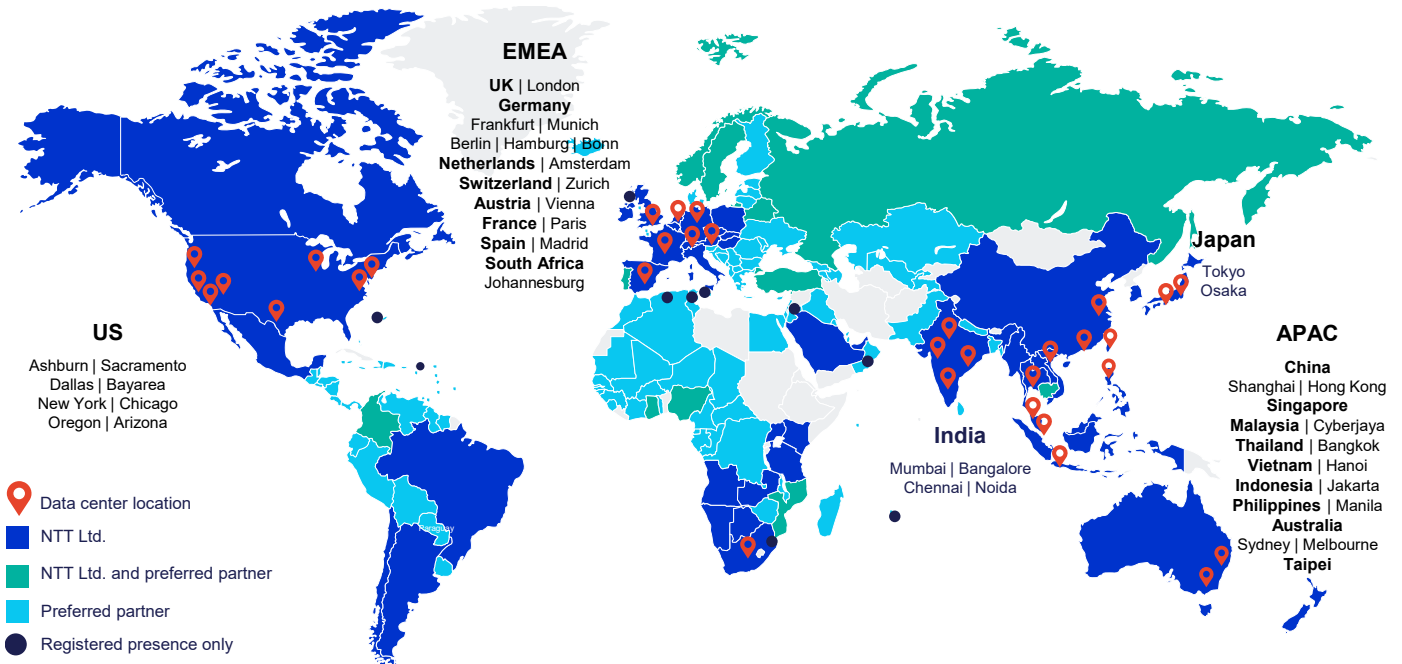 EMEA
UK | London
Germany
Frankfurt | Munich
Berlin | Hamburg | Bonn
Netherlands | Amsterdam
Switzerland | Zurich
Austria | Vienna
France | Paris
Spain | Madrid
South Africa
Johannesburg
US
Ashburn | Sacramento
Dallas | Bayarea
New York | Chicago
Oregon | Arizona
Japan
Tokyo
Osaka
APAC
China
Shanghai | Hong Kong
Singapore
Malaysia | Cyberjaya
Thailand | Bangkok
Vietnam | Hanoi
Indonesia | Jakarta
Philippines | Manila
Australia
Sydney | Melbourne
Taipei
India
Mumbai | Bangalore
Chennai | Noida
Paraguay
Data center location
NTT Ltd.
NTT Ltd. and preferred partner
Preferred partner
Registered presence only